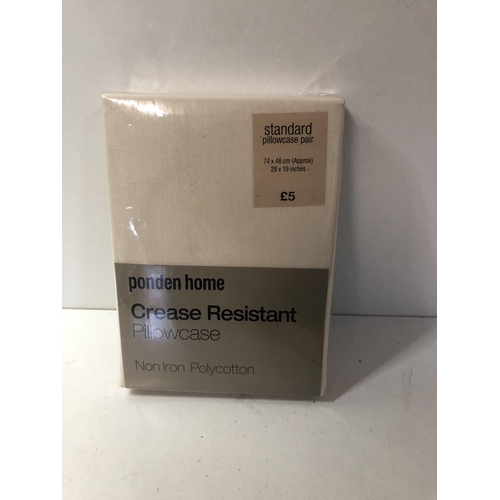 standard
pillowcase pair
74 x 48 cm (Approx)
29 x 19 inches
£5
ponden home
Crease Resistant
Pillowcase
Non Iron Polycotton